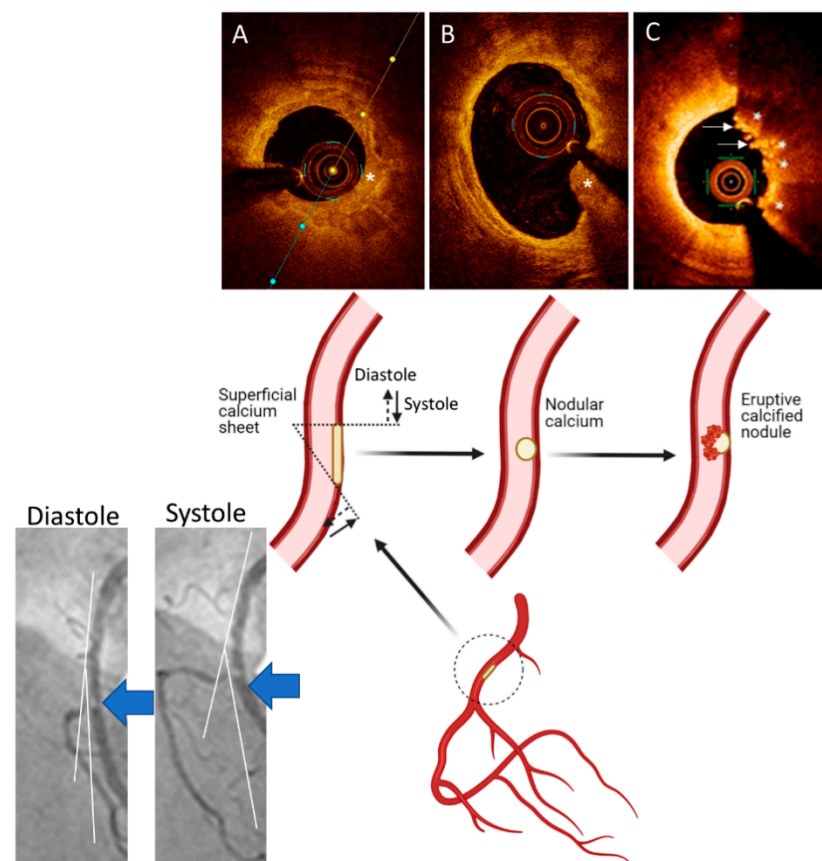 A
B
C
*
*
*
*
*
*
Diastole
Systole
Superficial
calcium
sheet
Nodular
calcium
Eruptive
calcified
nodule
Diastole
Systole